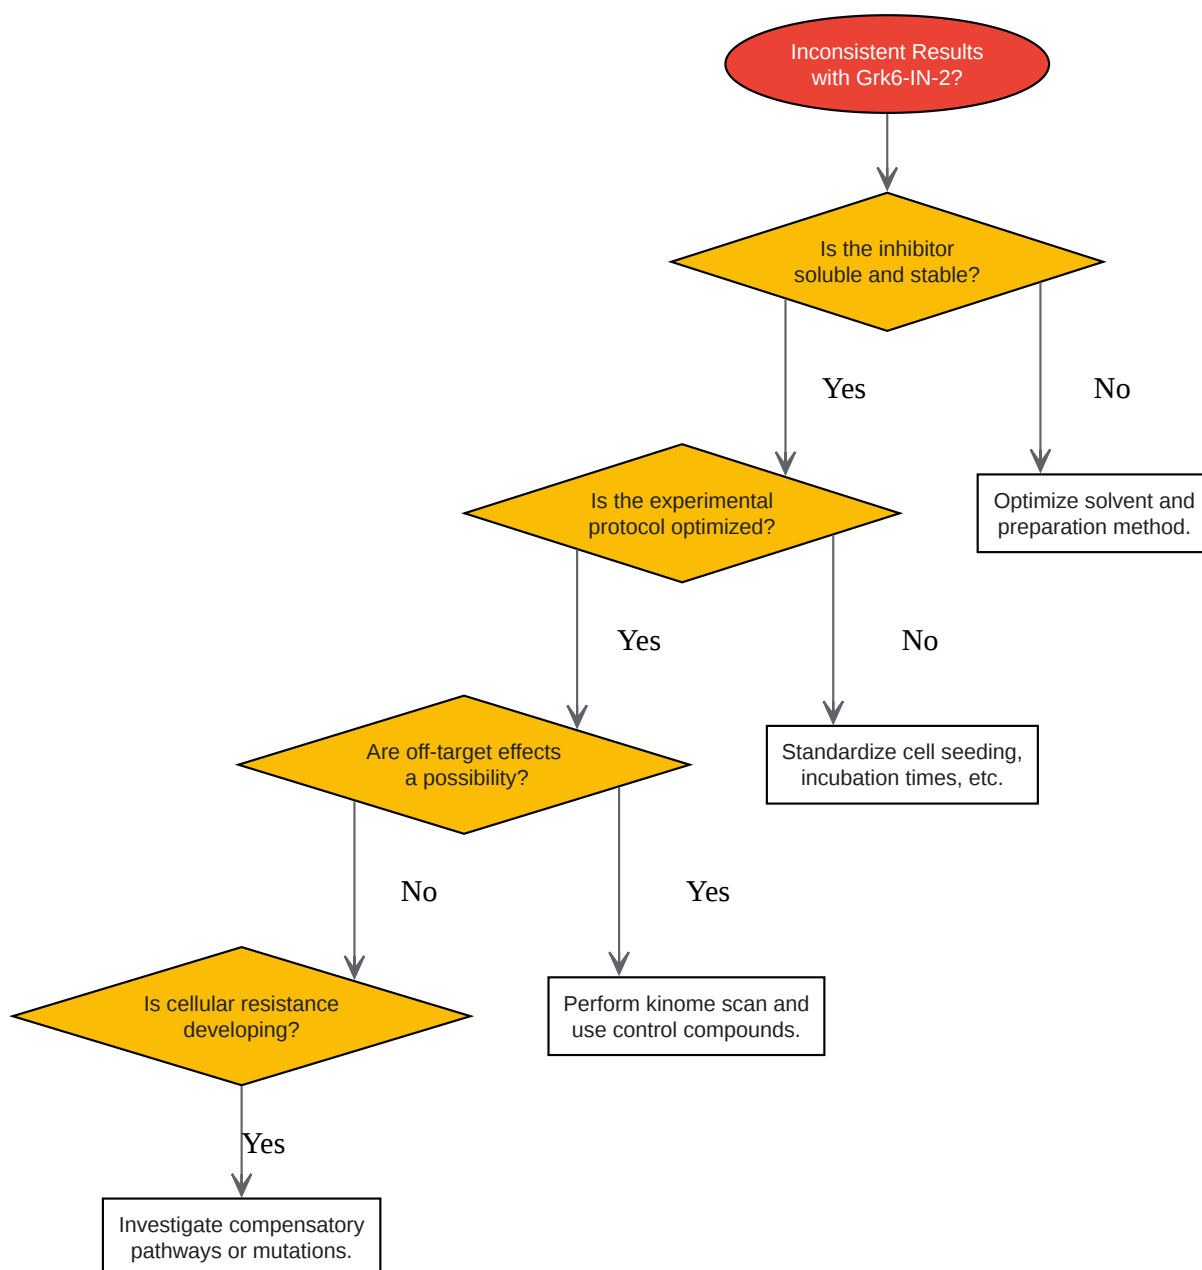 Inconsistent Results
with Grk6-IN-2?
Is the inhibitor
soluble and stable?
Yes
No
Is the experimental
protocol optimized?
Optimize solvent and
preparation method.
Yes
No
Are off-target effects
a possibility?
Standardize cell seeding,
incubation times, etc.
No
Yes
Is cellular resistance
developing?
Perform kinome scan and
use control compounds.
Yes
Investigate compensatory
pathways or mutations.